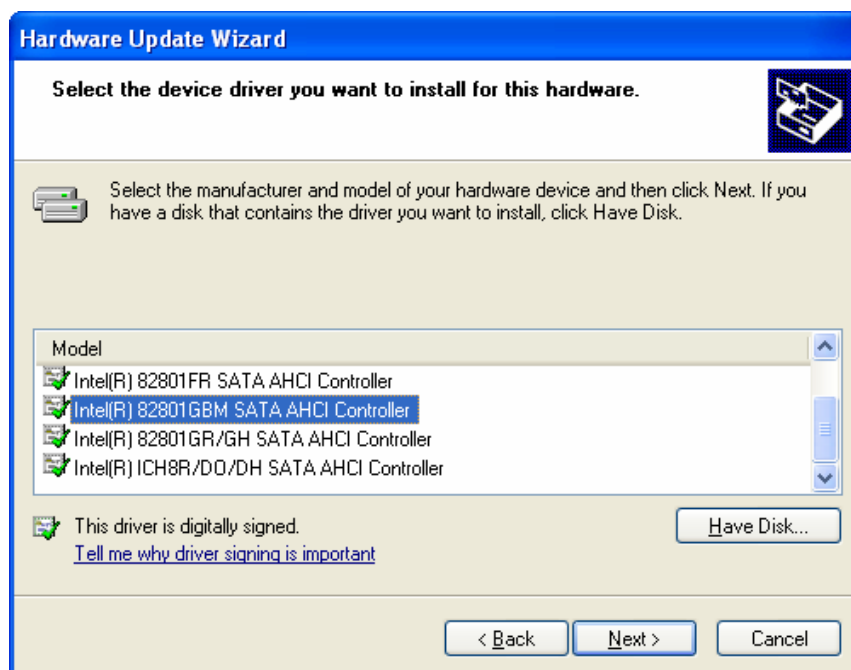 Hardware Update Wizard
Select the device driver you want to install for this hardware.
Select the manufacturer and model of your hardware device and then click Next. If you
have a disk that contains the driver you want to install, click Have Disk.
Model
Intel(R) 82801FR SATA AHCI Controller
Intel(R) 82801GBM SATA AHCI Controller
Intel(R) 82801GR/GH SATA AHCI Controller
Intel(R) ICH8R/DO/DH SATA AHCI Controller
This driver is digitally signed.
Have Disk...
Tell me why driver signing is important
< Back
Next >
Cancel